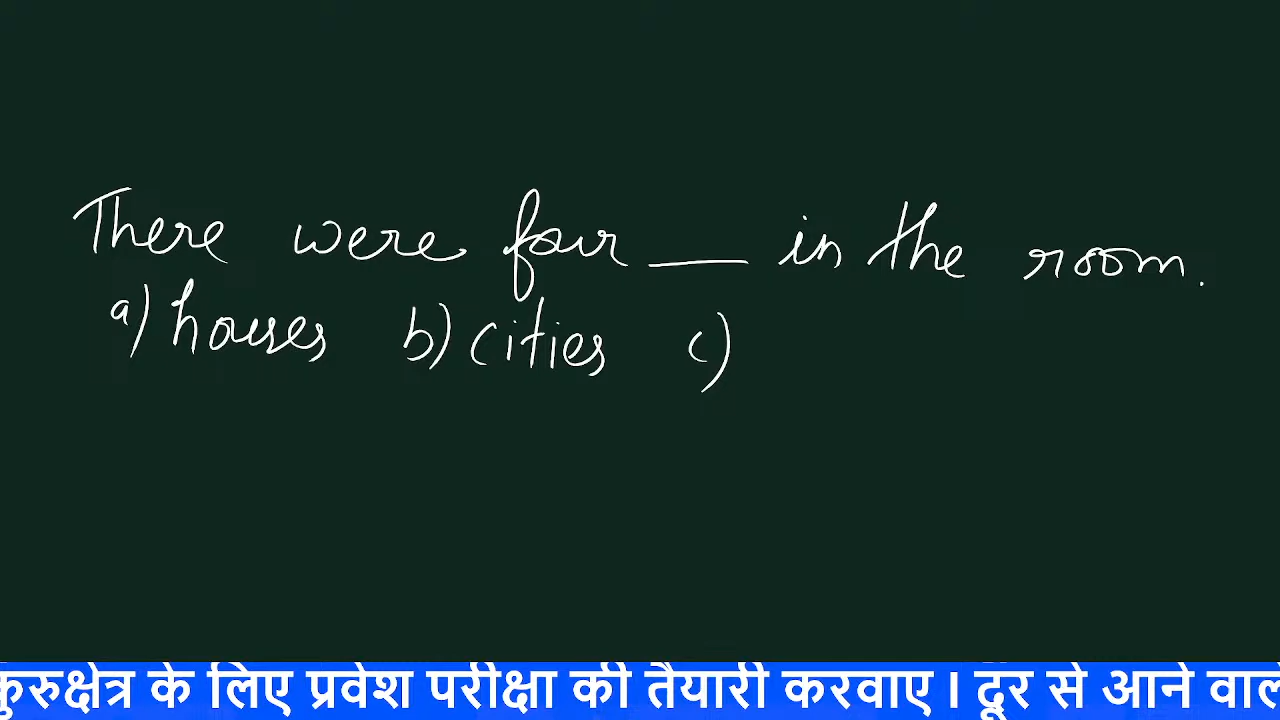 There were four ___ in the room.
a) houses b) cities c)
कुरुक्षेत्र के लिए प्रवेश परीक्षा की तैयारी करवाए । दूर से आने वाल